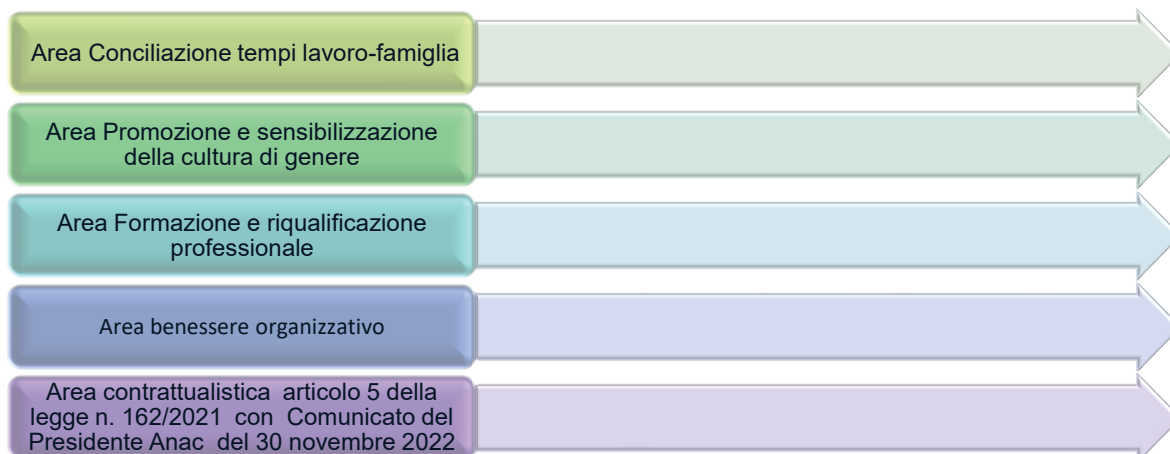 Area Conciliazione tempi lavoro-famiglia
Area Promozione e sensibilizzazione
della cultura di genere
Area Formazione e riqualificazione
professionale
Area benessere organizzativo
Area contrattualistica articolo 5 della
legge n. 162/2021 con Comunicato del
Presidente Anac del 30 novembre 2022